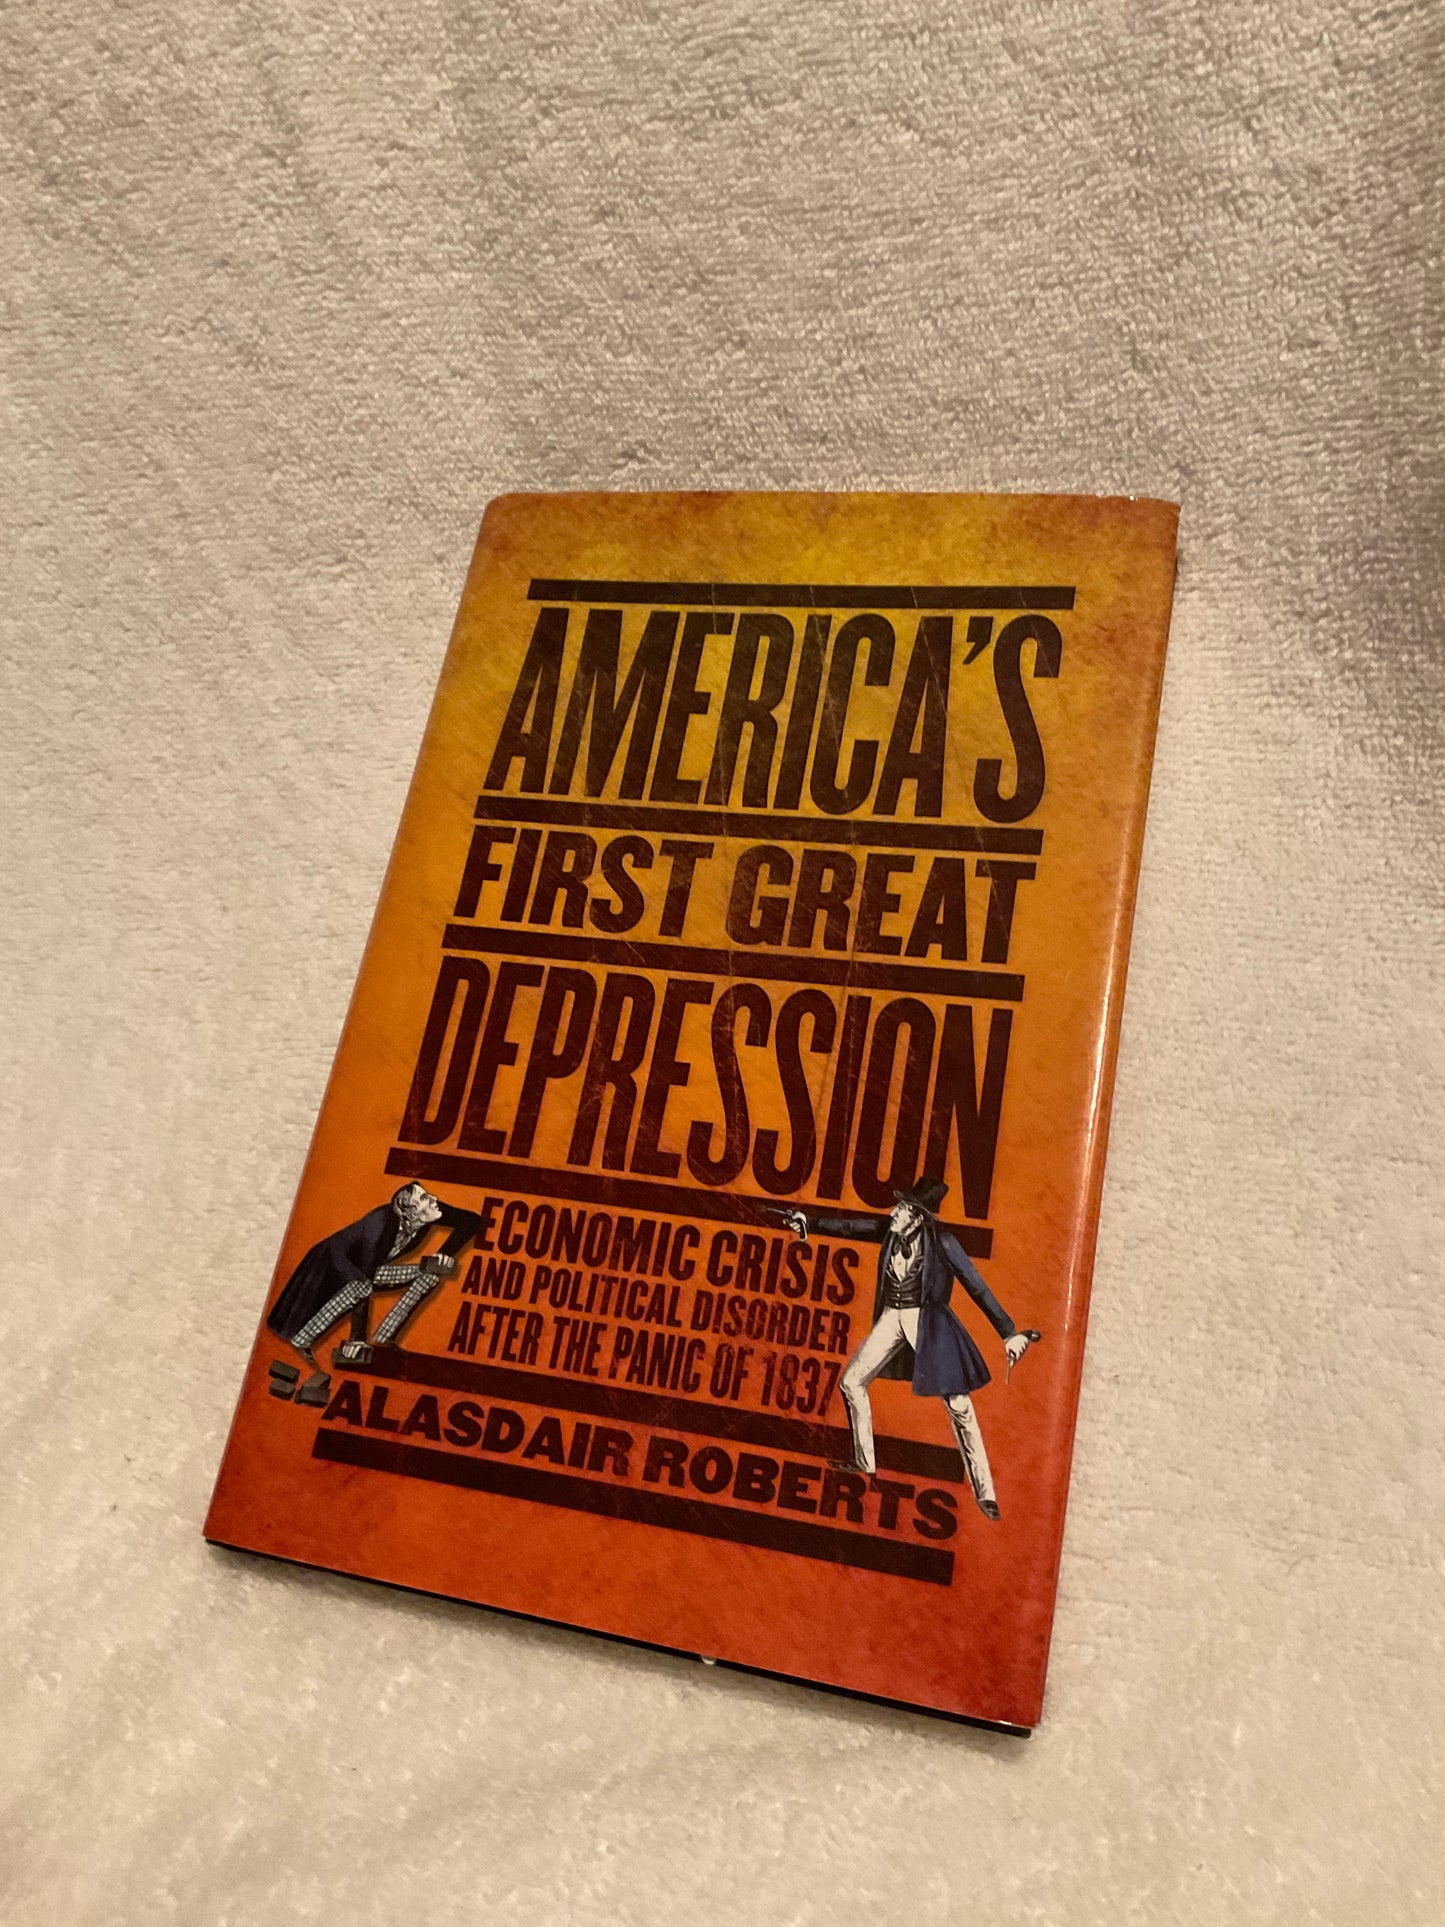 AMERICA'S
FIRST GREAT
DEPRESSION
ECONOMIC CRISIS
AND POLITICAL DISORDER
AFTER THE PANIC OF 1837
ALASDAIR ROBERTS